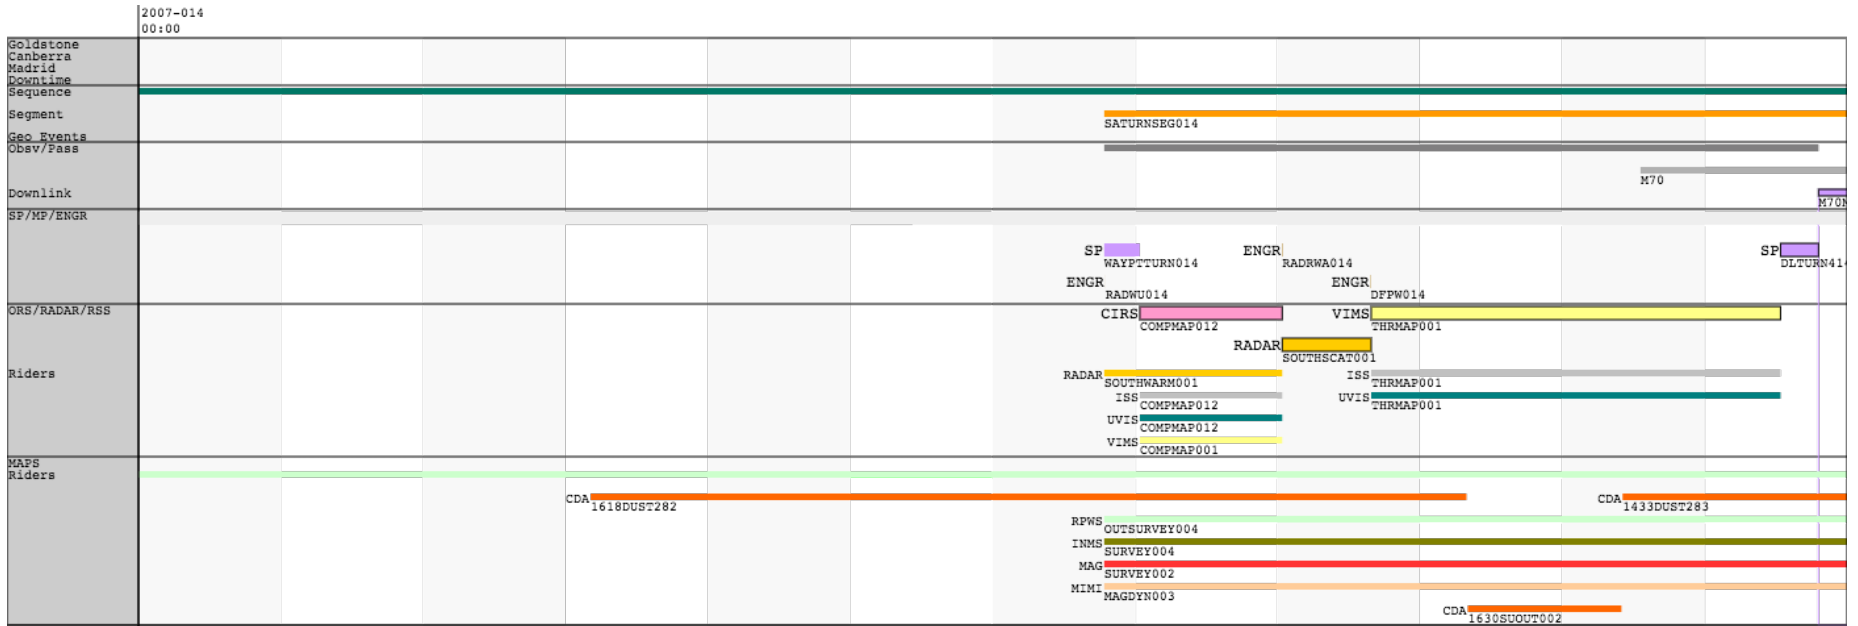 2007-014
00:00
Goldstone
Canberra
Madrid
Downtime
Sequence
Segment
SATURNSEG014
Geo Events
Obsv/Pass
M70
Downlink
M70M
SP/MP/ENGR
SP ENGR SP
WAYPTTURN014 RADRWA014 DLTURN414
ENGR ENGR
RADWU014 DFPW014
ORS/RADAR/RSS
CIRS VIMS
COMPMAP012 THRMAP001
RADAR
SOUTHSCAT001
Riders
RADAR ISS
SOUTHWARM001 THRMAP001
ISS UVIS
COMPMAP012 THRMAP001
UVIS
COMPMAP012
VIMS
COMPMAP001
MAPS
Riders
CDA CDA
1618DUST282 1433DUST283
RPWS
OUTSURVEY004
INMS
SURVEY004
MAG
SURVEY002
MIMI
MAGDYN003
CDA
1630SUOUT002